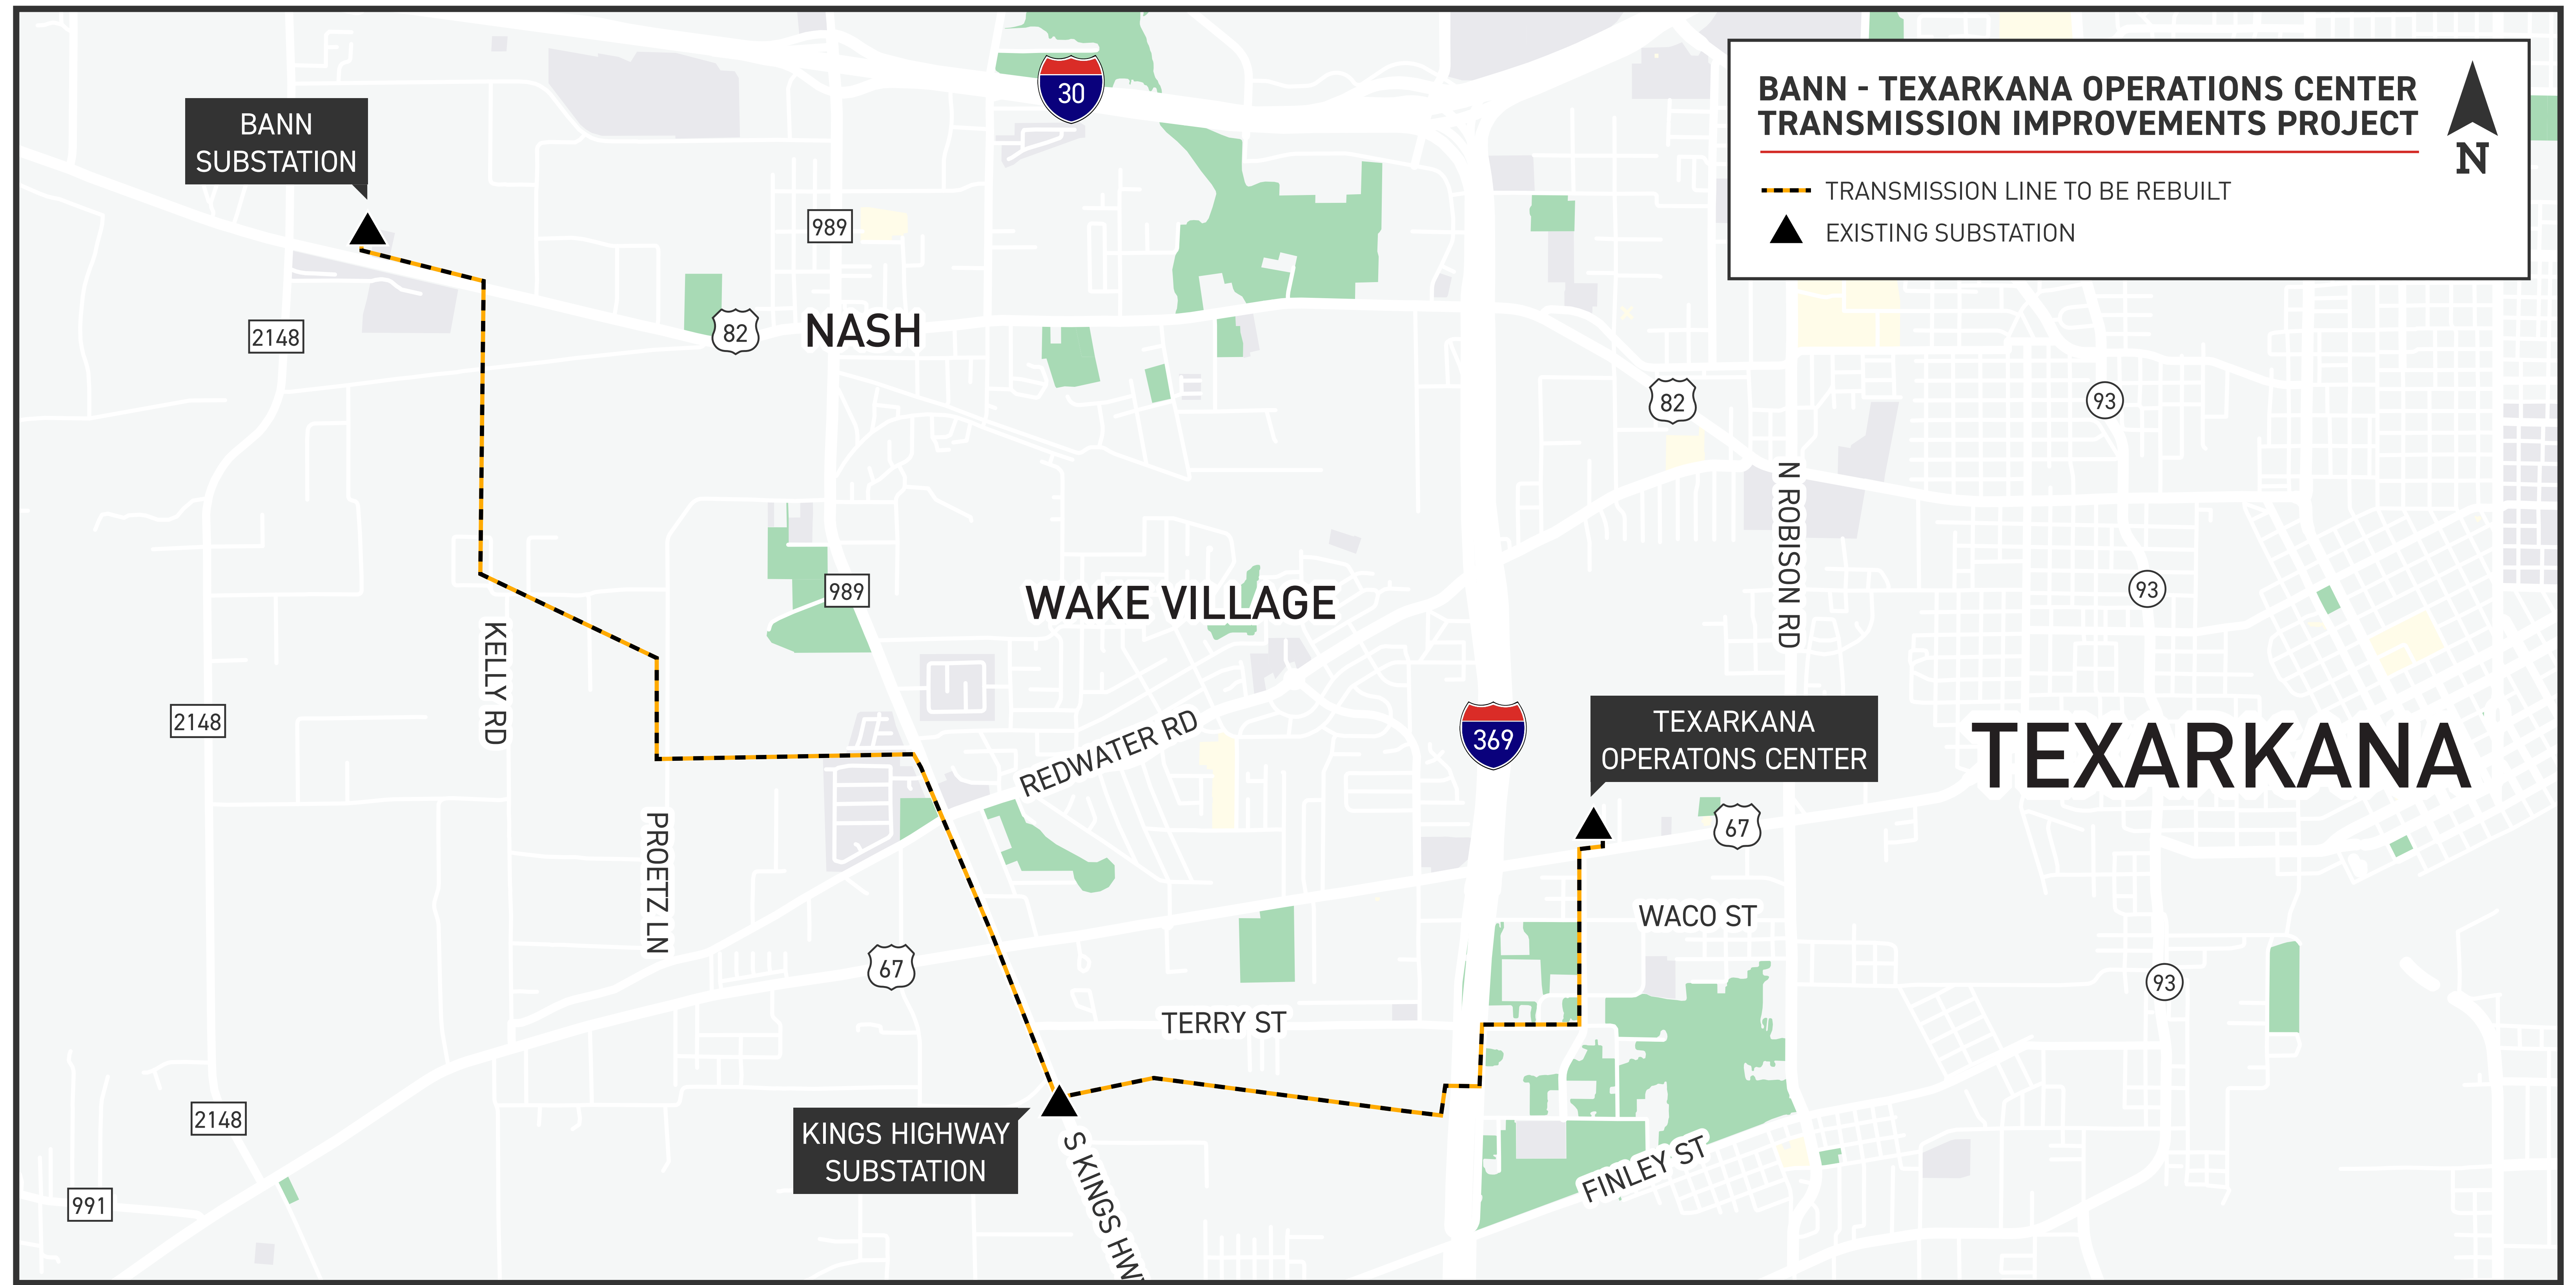 BANN - TEXARKANA OPERATIONS CENTER
TRANSMISSION IMPROVEMENTS PROJECT
N
TRANSMISSION LINE TO BE REBUILT
EXISTING SUBSTATION
30
BANN
SUBSTATION
989
2148
82
NASH
82
93
N ROBISON RD
989
WAKE VILLAGE
93
KELLY RD
2148
REDWATER RD
369
TEXARKANA
OPERATONS CENTER
TEXARKANA
67
PROETZ LN
WACO ST
67
93
TERRY ST
2148
KINGS HIGHWAY
SUBSTATION
S KINGS HW
FINLEY ST
991